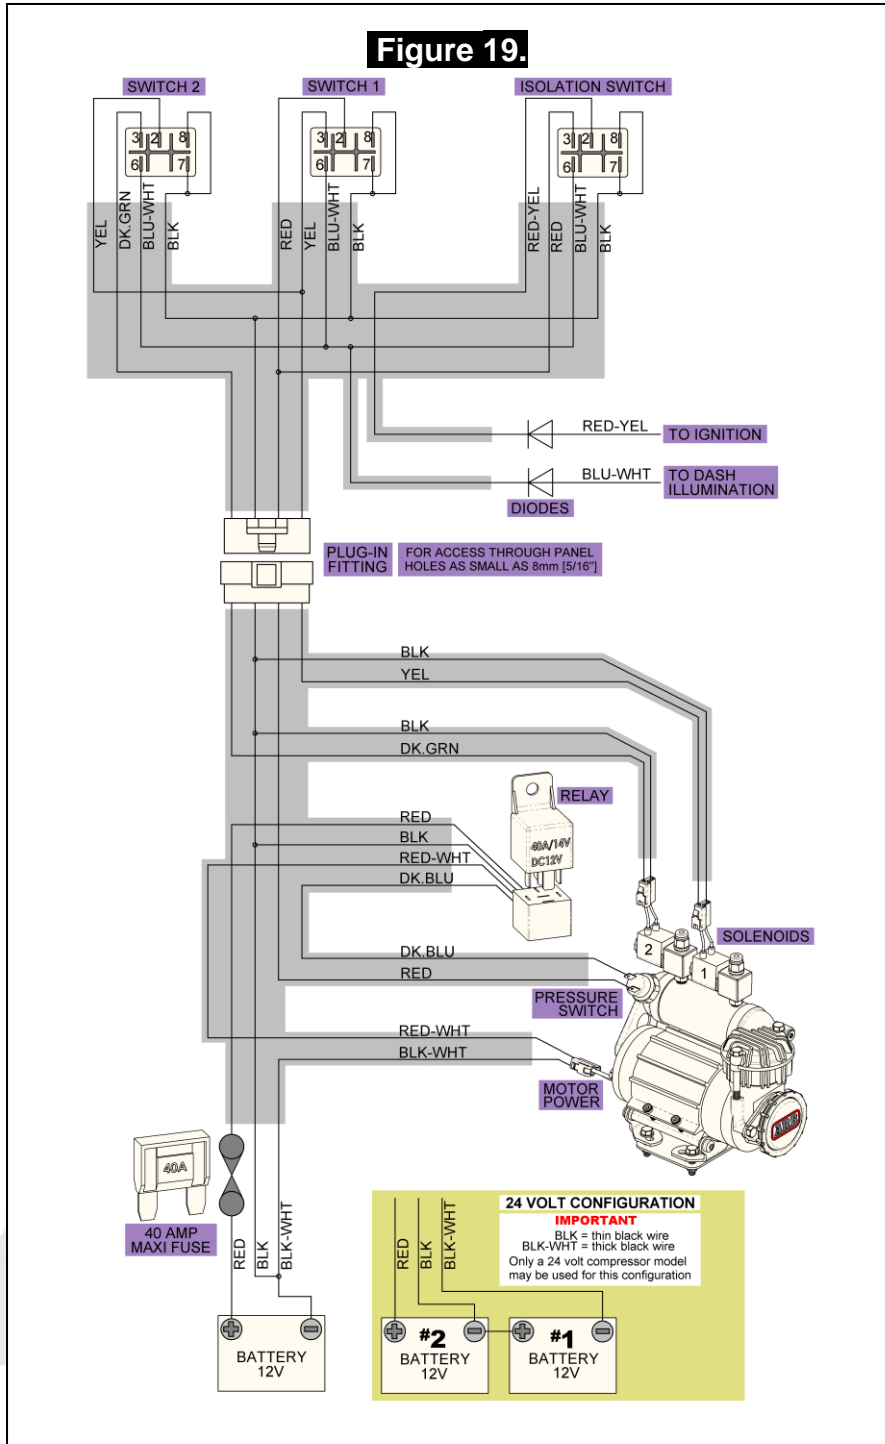 Figure 19.
SWITCH 2
SWITCH 1
ISOLATION SWITCH
3 2 8
6 7
3 2 8
6 7
3 2 8
6 7
YEL
DK.GRN
BLU-WHT
BLK
RED
YEL
BLU-WHT
BLK
RED-YEL
RED
BLU-WHT
BLK
RED-YEL
TO IGNITION
BLU-WHT
TO DASH
ILLUMINATION
DIODES
PLUG-IN
FITTING
FOR ACCESS THROUGH PANEL
HOLES AS SMALL AS 8mm [5/16"]
BLK
YEL
BLK
DK.GRN
RELAY
40A/14V
DC12V
RED
BLK
RED-WHT
DK.BLU
SOLENOIDS
2
1
DK.BLU
RED
PRESSURE
SWITCH
RED-WHT
BLK-WHT
MOTOR
POWER
ARB
40A
40 AMP
MAXI FUSE
RED
BLK
BLK-WHT
BATTERY
12V
24 VOLT CONFIGURATION
IMPORTANT
BLK = thin black wire
BLK-WHT = thick black wire
Only a 24 volt compressor model
may be used for this configuration
RED
BLK
BLK-WHT
#2
BATTERY
12V
#1
BATTERY
12V